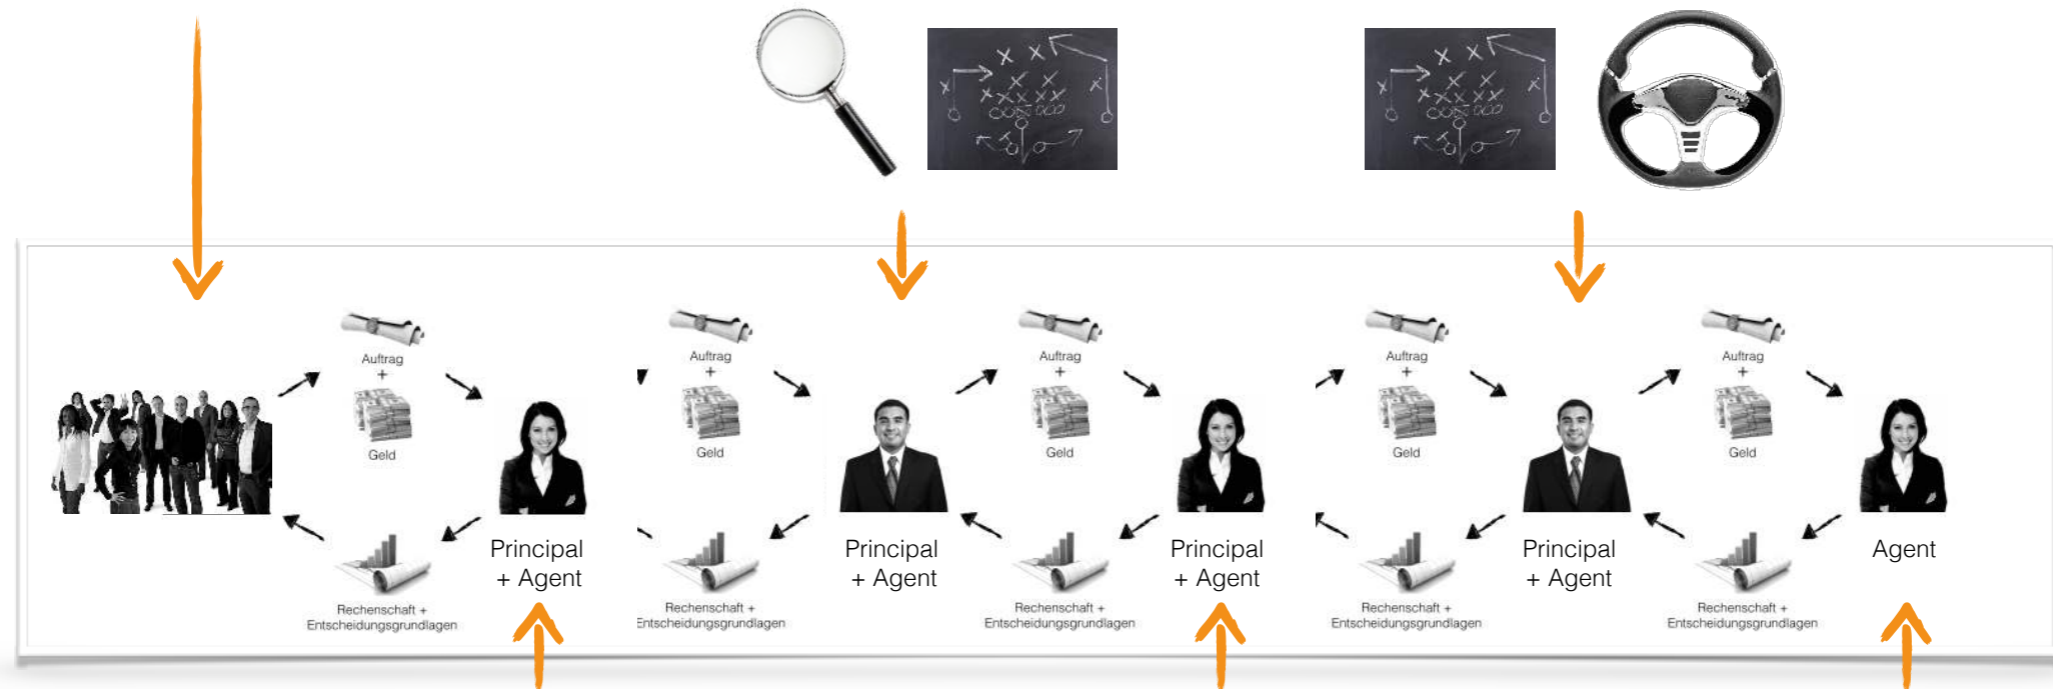 Auftrag
+
Geld
Rechenschaft +
Entscheidungsgrundlagen
Principal
+ Agent
Auftrag
+
Geld
Rechenschaft +
Entscheidungsgrundlagen
Principal
+ Agent
Auftrag
+
Geld
Rechenschaft +
Entscheidungsgrundlagen
Principal
+ Agent
Auftrag
+
Geld
Rechenschaft +
Entscheidungsgrundlagen
Principal
+ Agent
Auftrag
+
Geld
Rechenschaft +
Entscheidungsgrundlagen
Agent